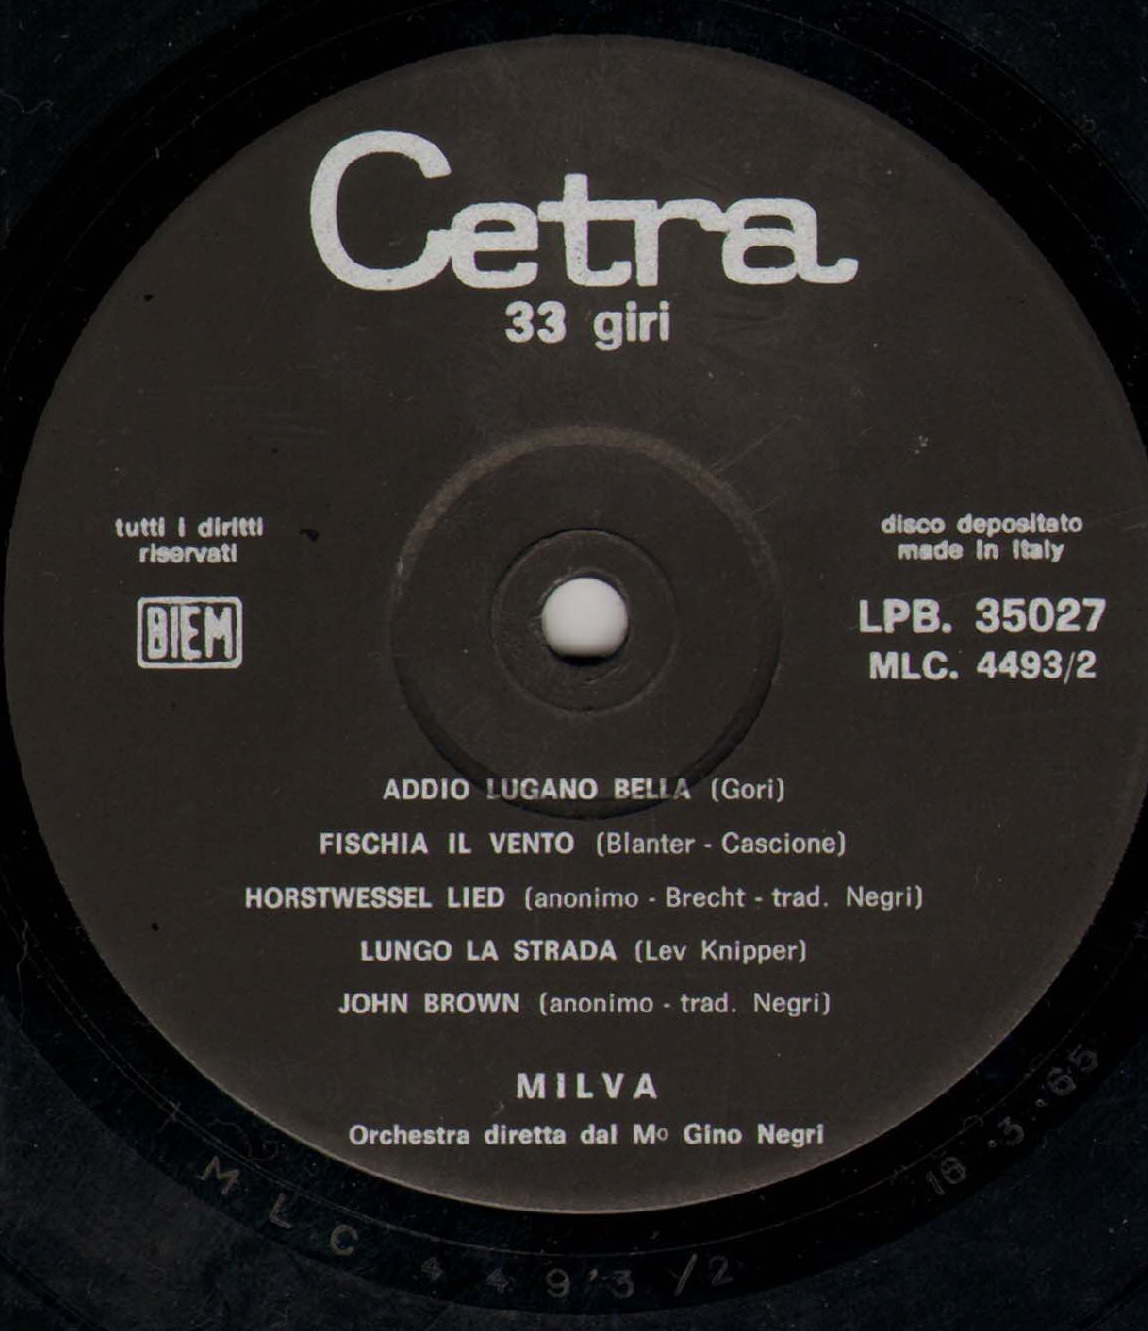 Cetra
33 giri
tutti i diritti
riservati
BIEM
disco depositato
made in Italy
LPB. 35027
MLC. 4493/2
ADDIO LUGANO BELLA (Gori)
FISCHIA IL VENTO (Blanter - Cascione)
HORSTWESSEL LIED (anonimo - Brecht - trad. Negri)
LUNGO LA STRADA (Lev Knipper)
JOHN BROWN (anonimo - trad. Negri)
MILVA
Orchestra diretta dal Mº Gino Negri
MLC 4493/2
16.3.65